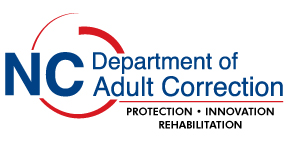 NC Department of
Adult Correction
PROTECTION • INNOVATION
REHABILITATION